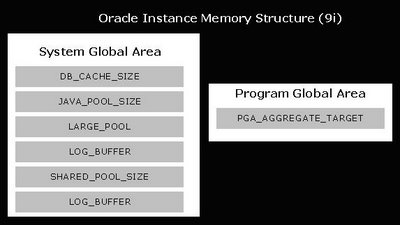 Oracle Instance Memory Structure (9i)
System Global Area
DB_CACHE_SIZE
JAVA_POOL_SIZE
LARGE_POOL
LOG_BUFFER
SHARED_POOL_SIZE
LOG_BUFFER
Program Global Area
PGA_AGGREGATE_TARGET